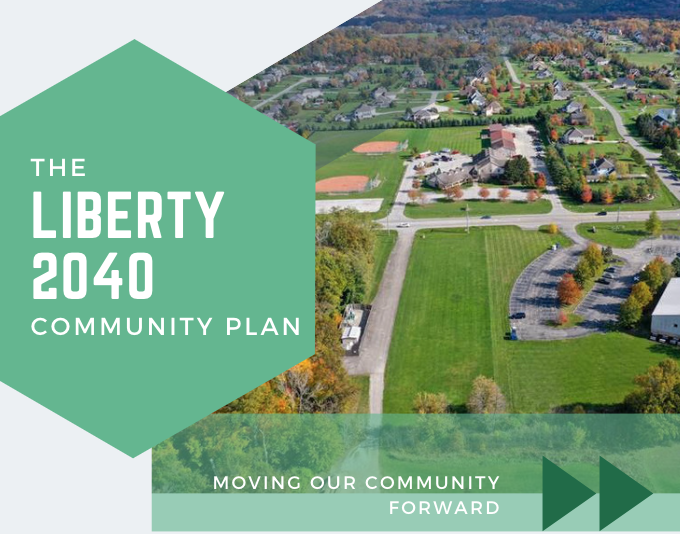 THE
LIBERTY
2040
COMMUNITY PLAN
MOVING OUR COMMUNITY
FORWARD